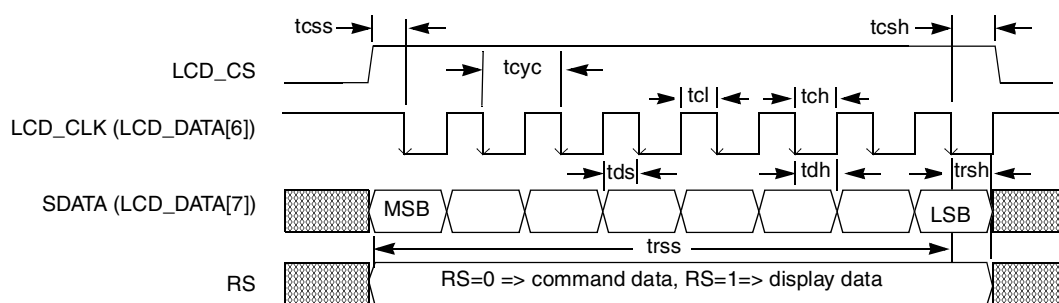 tcss
tcsh
LCD_CS
tcyc
tcl
tch
LCD_CLK (LCD_DATA[6])
tds
tdh
trsh
SDATA (LCD_DATA[7])
MSB
LSB
trss
RS
RS=0 => command data, RS=1=> display data